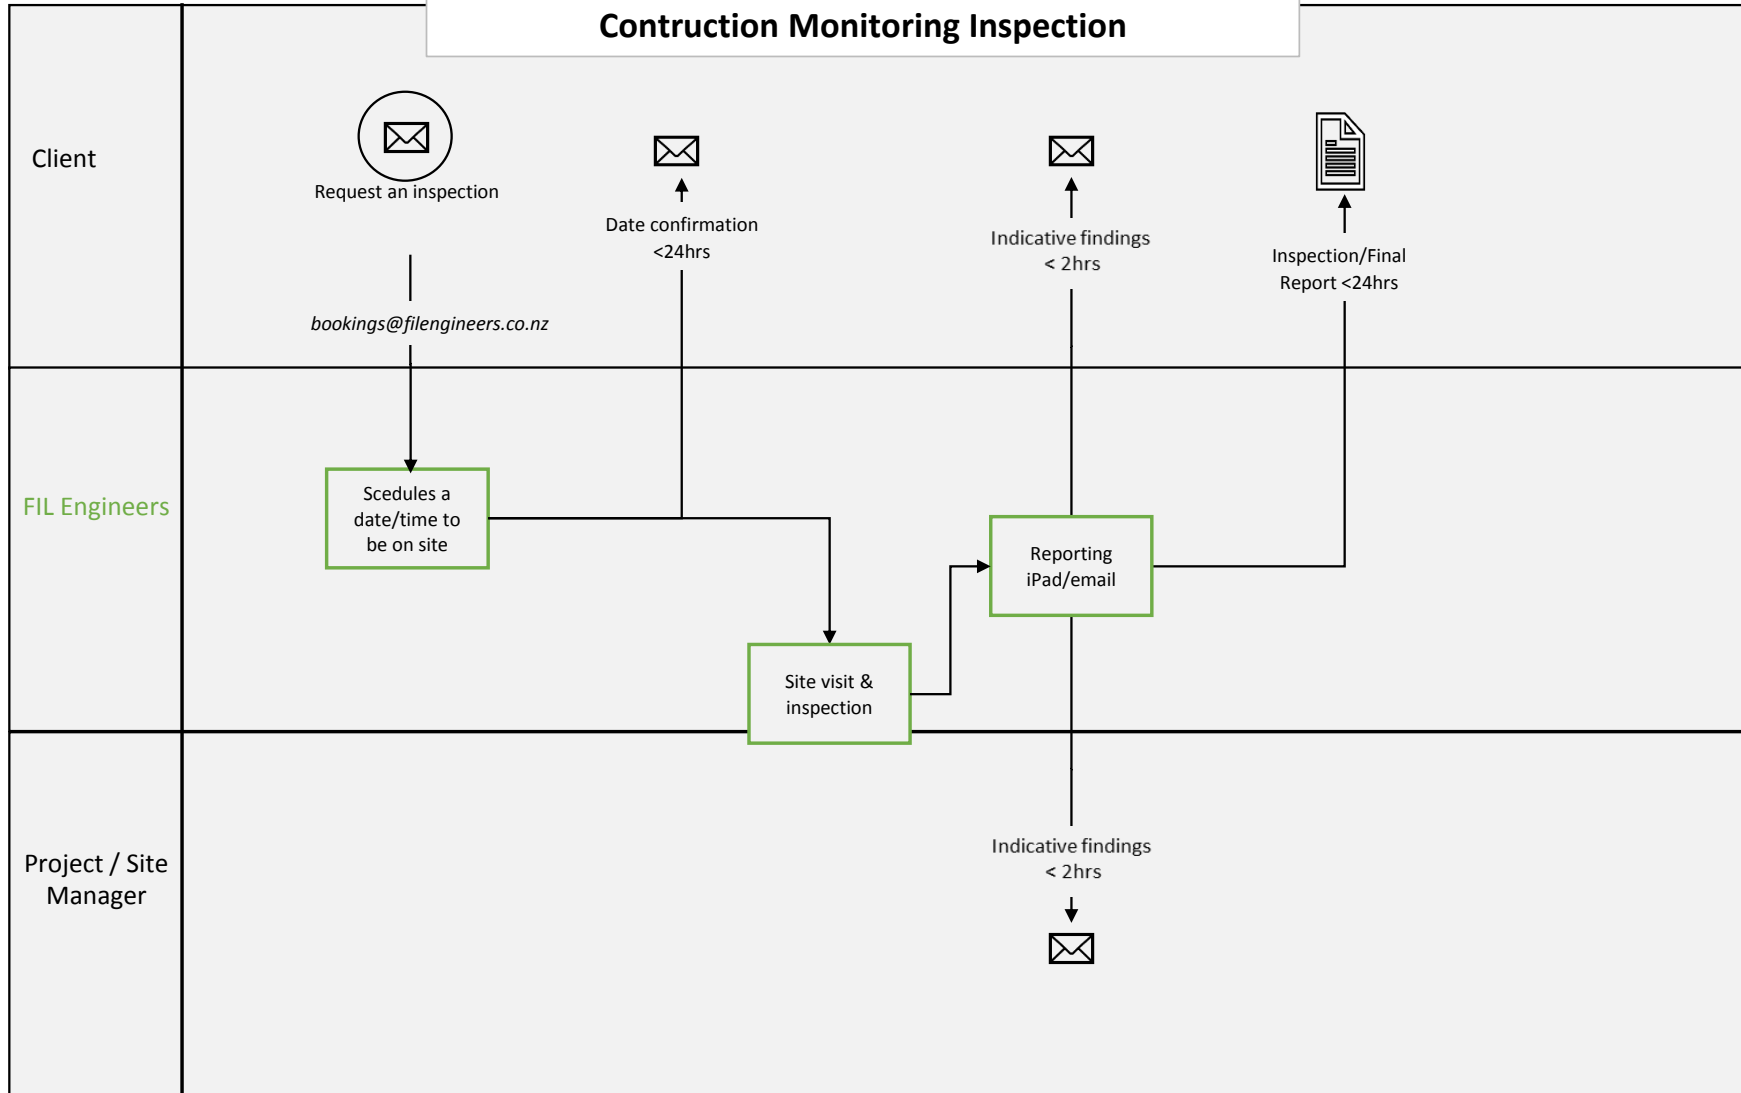 Contruction Monitoring Inspection
Client
Request an inspection
Date confirmation
<24hrs
Indicative findings
< 2hrs
Inspection/Final
Report <24hrs
bookings@filengineers.co.nz
FIL Engineers
Scedules a
date/time to
be on site
Reporting
iPad/email
Site visit &
inspection
Project / Site
Manager
Indicative findings
< 2hrs